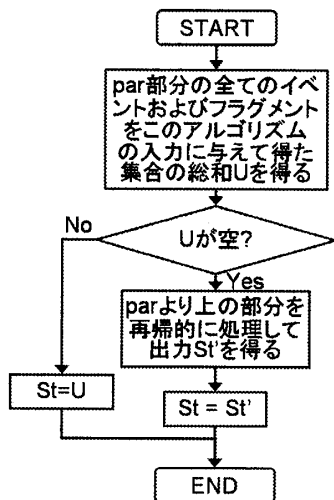 START
par部分の全てのイベ
ントおよびフラグメント
をこのアルゴリズム
の入力に与えて得た
集合の総和Uを得る
No
Uが空?
Yes
parより上の部分を
再帰的に処理して
出力St'を得る
St=U
St = St'
END